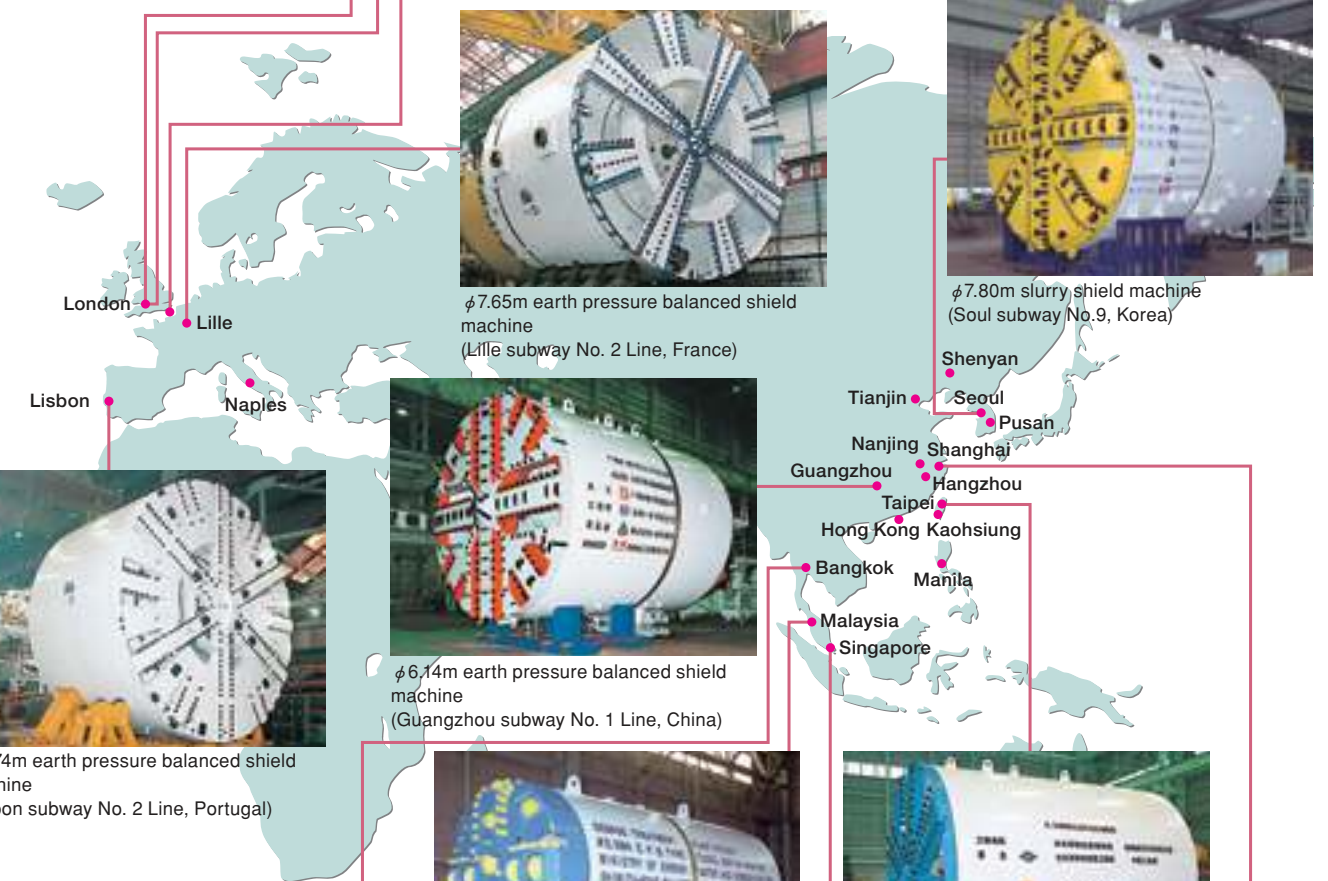 London
Lille
Lisbon
Naples
φ7.65m earth pressure balanced shield
machine
(Lille subway No. 2 Line, France)
φ7.80m slurry shield machine
(Soul subway No.9, Korea)
Shenyan
Tianjin
Seoul
Pusan
Nanjing
Shanghai
Guangzhou
Hangzhou
Taipei
Hong Kong
Kaohsiung
Bangkok
Manila
Malaysia
Singapore
φ6.14m earth pressure balanced shield
machine
(Guangzhou subway No. 1 Line, China)
74m earth pressure balanced shield
hine
on subway No. 2 Line, Portugal)